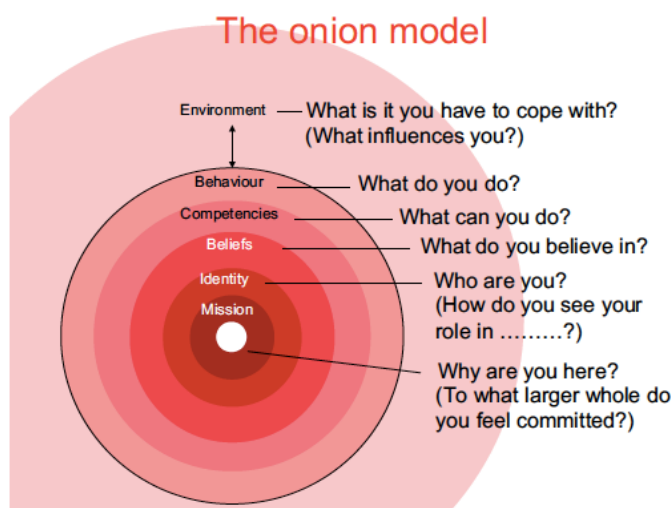 The onion model
Environment
What is it you have to cope with?
(What influences you?)
Behaviour
What do you do?
Competencies
What can you do?
Beliefs
What do you believe in?
Identity
Who are you?
(How do you see your
role in .........?)
Mission
Why are you here?
(To what larger whole do
you feel committed?)